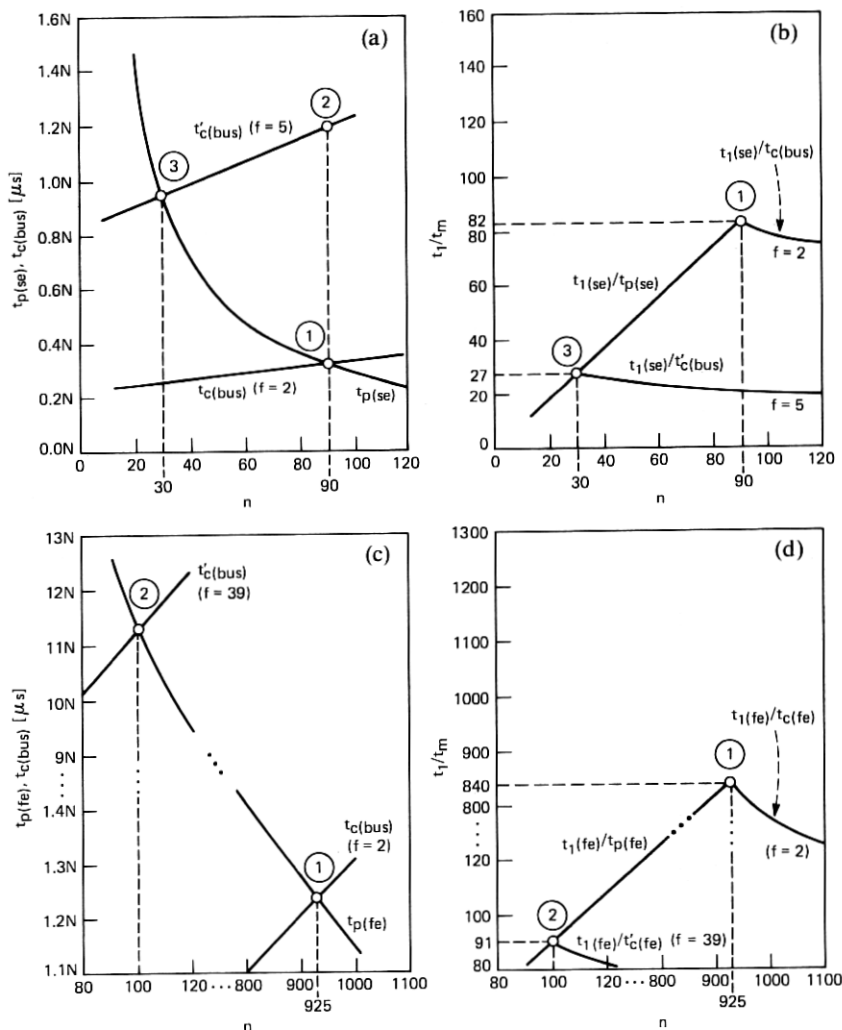 (a)
1.6N
1.4N
1.2N
1.0N
0.8N
0.6N
0.4N
0.2N
0.0N
tp(se), tc(bus) [μs]
t'c(bus) (f = 5)
2
3
1
tc(bus) (f = 2)
tp(se)
0 20 40 60 80 100 120
30 90
n
(b)
160
140
120
100
82
80
60
40
27
20
0
t1/tm
t1(se)/tc(bus)
1
f = 2
t1(se)/tp(se)
3
t1(se)/t'c(bus)
f = 5
0 20 40 60 80 100 120
30 90
n
(c)
13N
12N
11N
10N
9N
1.4N
1.3N
1.2N
1.1N
tp(fe), tc(bus) [μs]
t'c(bus)
(f = 39)
2
tc(bus)
(f = 2)
1
tp(fe)
80 100 120 ... 800 900 1000 1100
925
n
(d)
1300
1200
1100
1000
900
840
800
120
100
91
80
t1/tm
t1(fe)/tc(fe)
1
t1(fe)/tp(fe)
(f = 2)
2
t1(fe)/t'c(fe) (f = 39)
80 100 120 ... 800 900 1000 1100
925
n